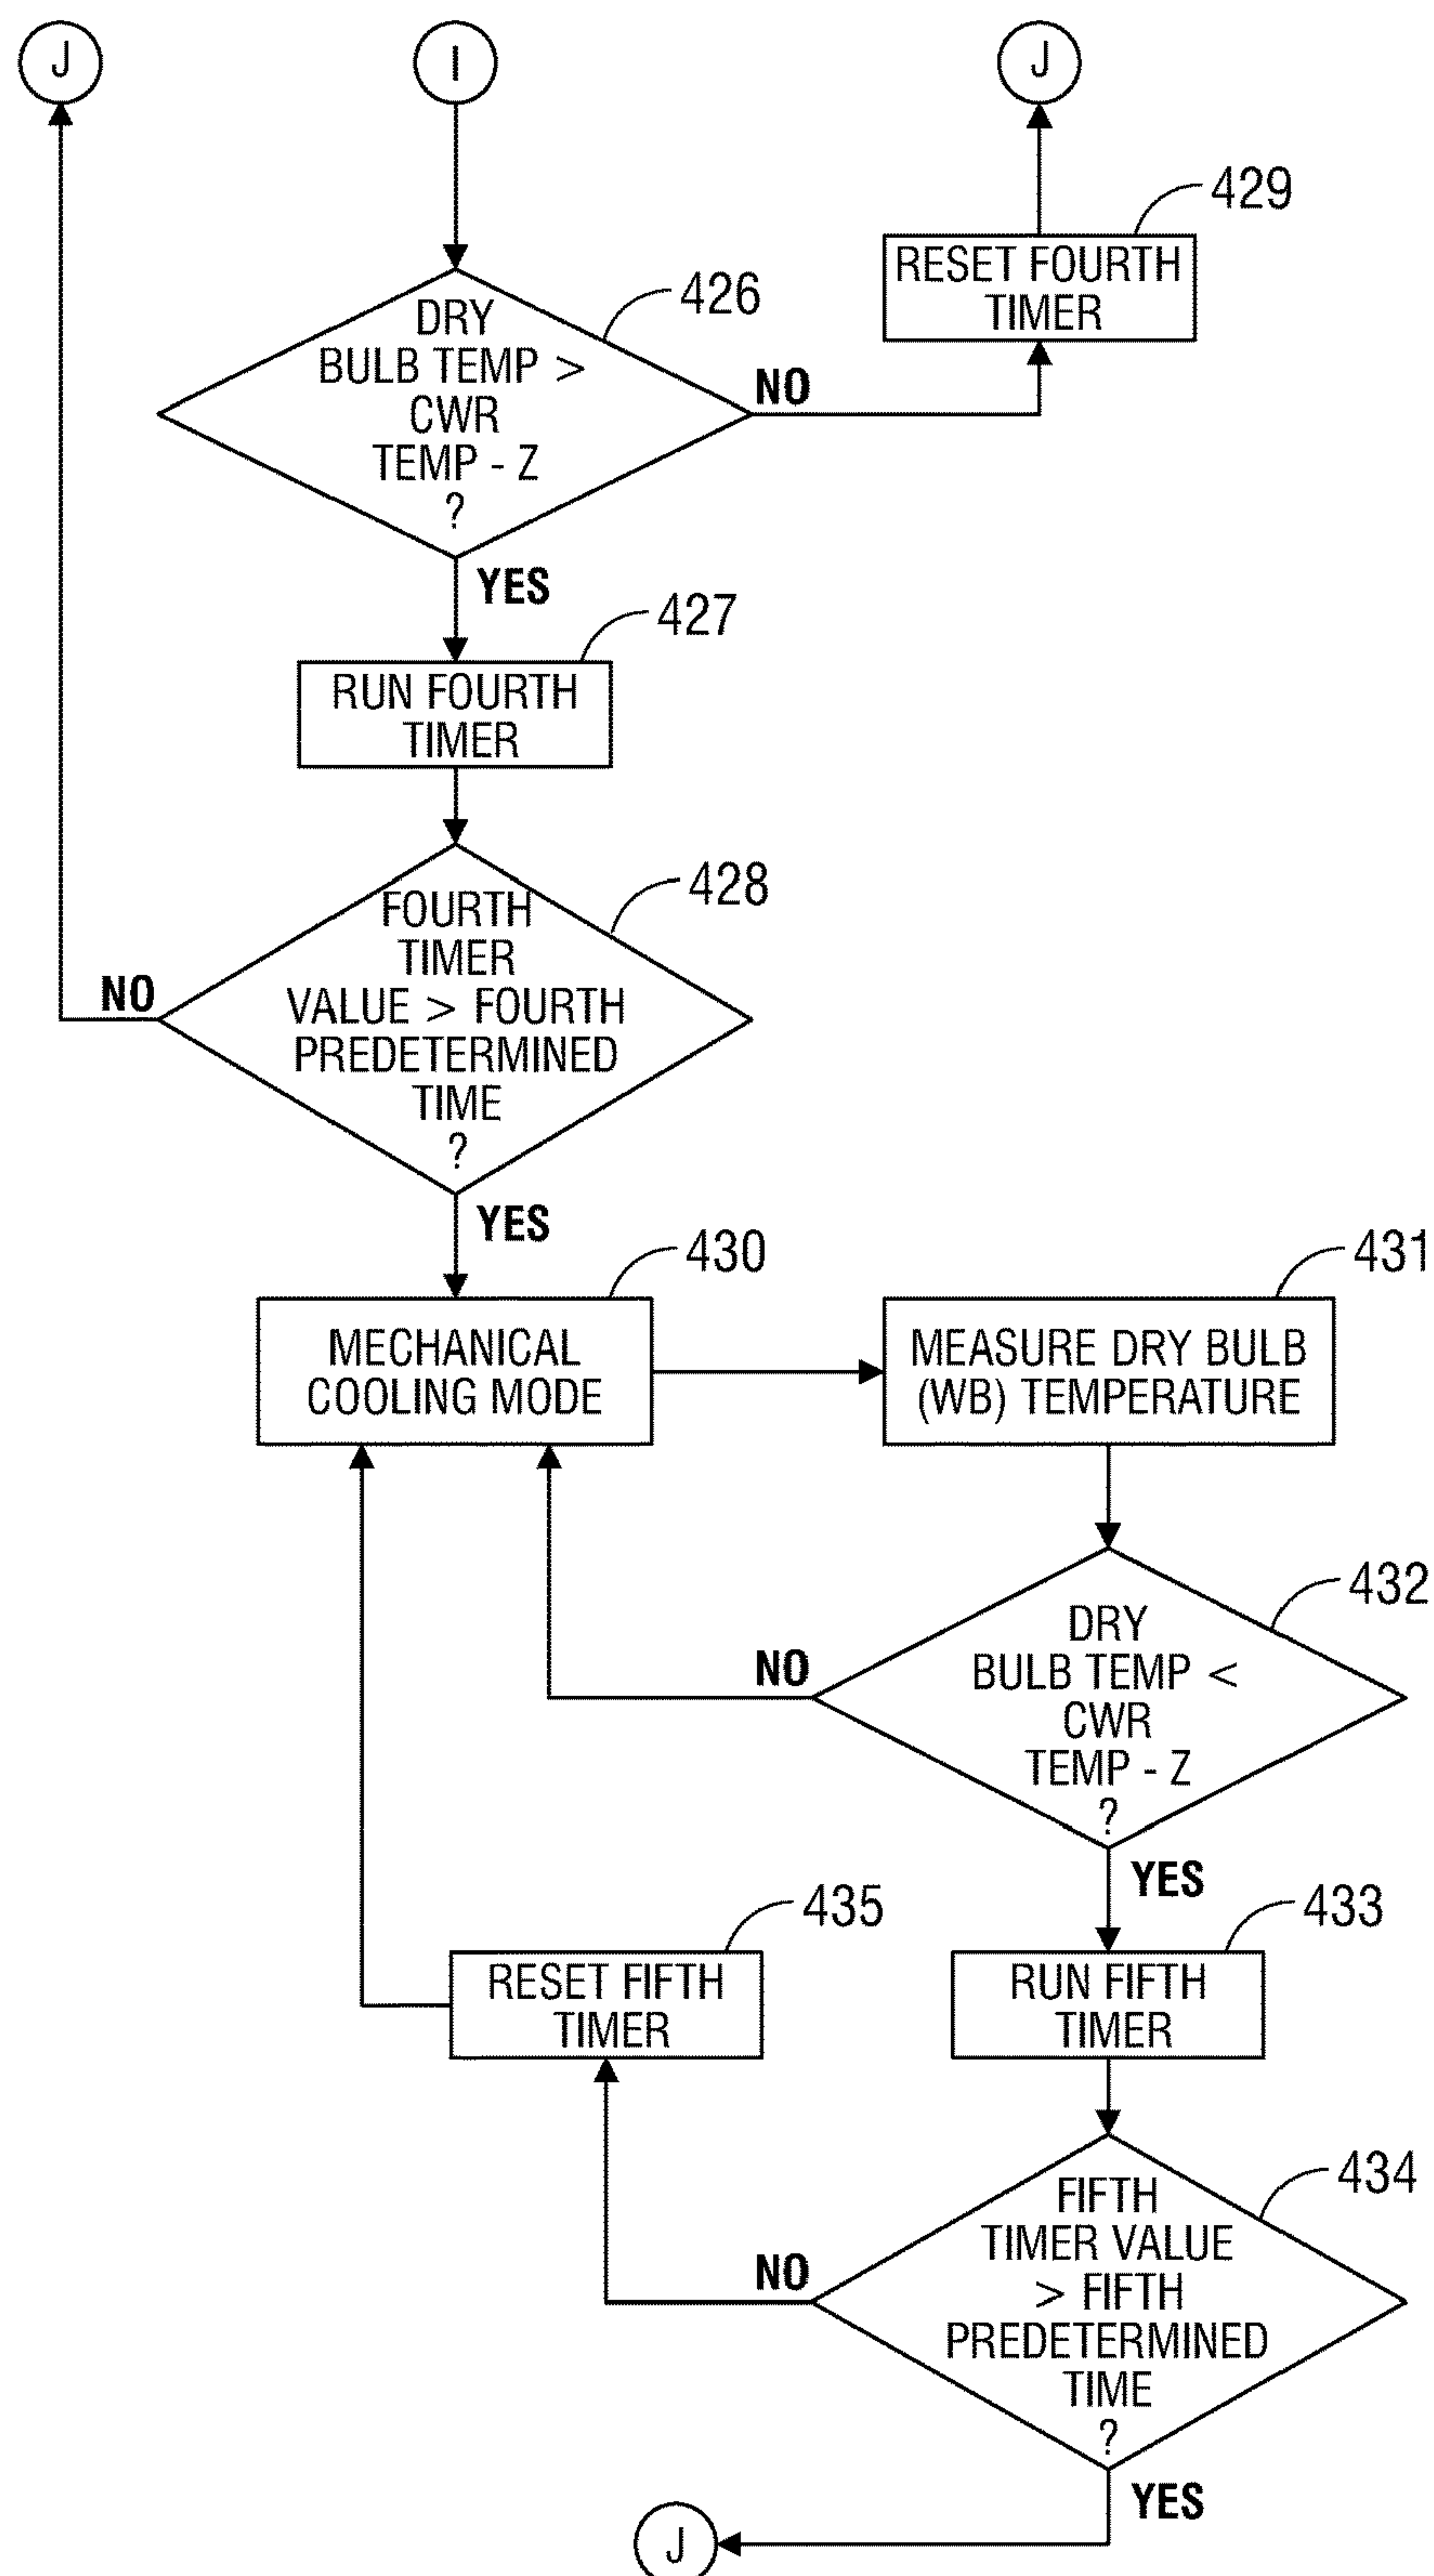 J
I
J
429
RESET FOURTH
TIMER
426
DRY
BULB TEMP >
CWR
TEMP - Z
?
NO
YES
427
RUN FOURTH
TIMER
428
FOURTH
TIMER
VALUE > FOURTH
PREDETERMINED
TIME
?
NO
YES
430
MECHANICAL
COOLING MODE
431
MEASURE DRY BULB
(WB) TEMPERATURE
432
DRY
BULB TEMP <
CWR
TEMP - Z
?
NO
YES
435
RESET FIFTH
TIMER
433
RUN FIFTH
TIMER
434
FIFTH
TIMER VALUE
> FIFTH
PREDETERMINED
TIME
?
NO
YES
J